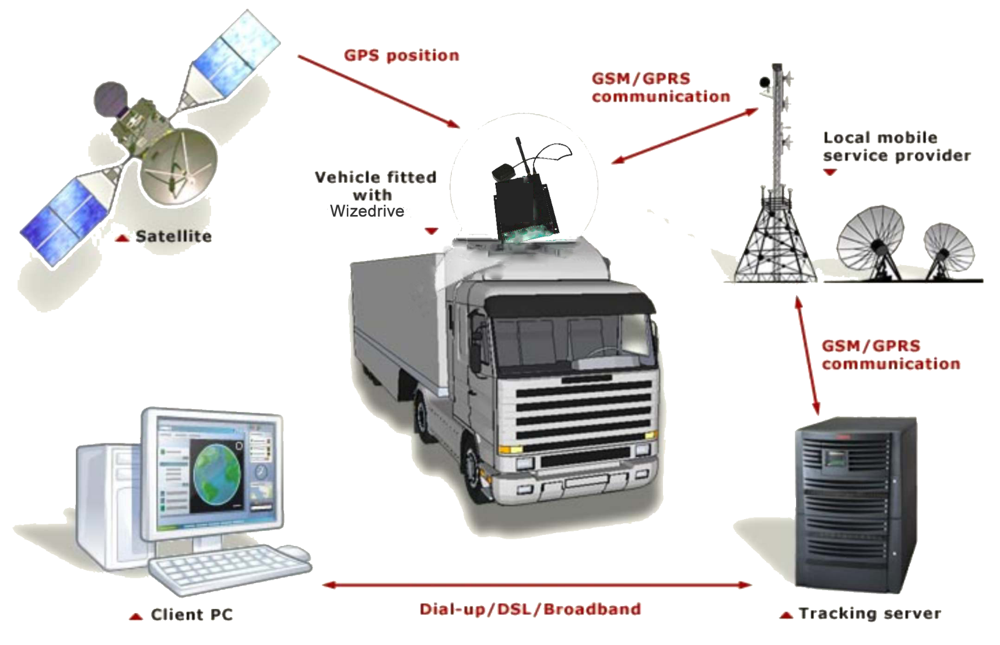 GPS position
GSM/GPRS
communication
Local mobile
service provider
Vehicle fitted
with
Wizedrive
Satellite
GSM/GPRS
communication
Client PC
Dial-up/DSL/Broadband
Tracking server